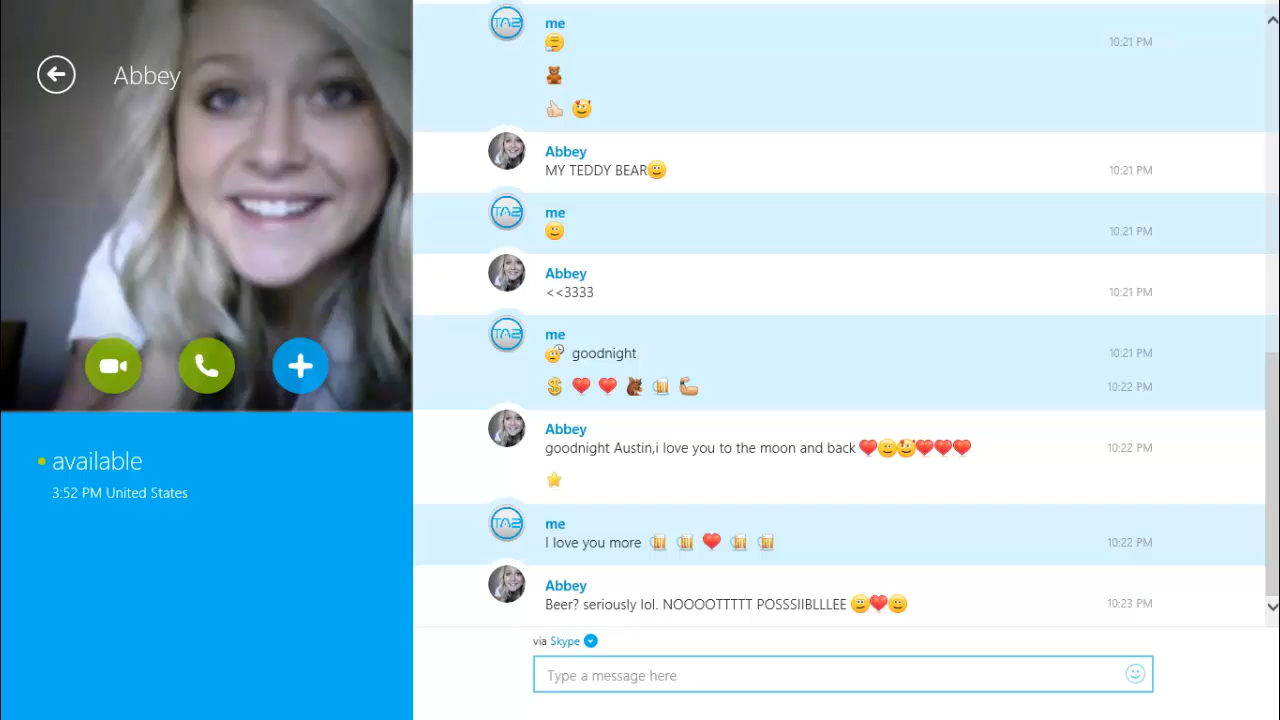 Abbey
available
3:52 PM United States
me
10:21 PM
Abbey
MY TEDDY BEAR
10:21 PM
me
10:21 PM
Abbey
<<3333
10:21 PM
me
goodnight
10:21 PM
10:22 PM
Abbey
goodnight Austin,i love you to the moon and back
10:22 PM
me
I love you more
10:22 PM
Abbey
Beer? seriously lol. NOOOOTTTTT POSSSIIBLLLEE
10:23 PM
via Skype
Type a message here